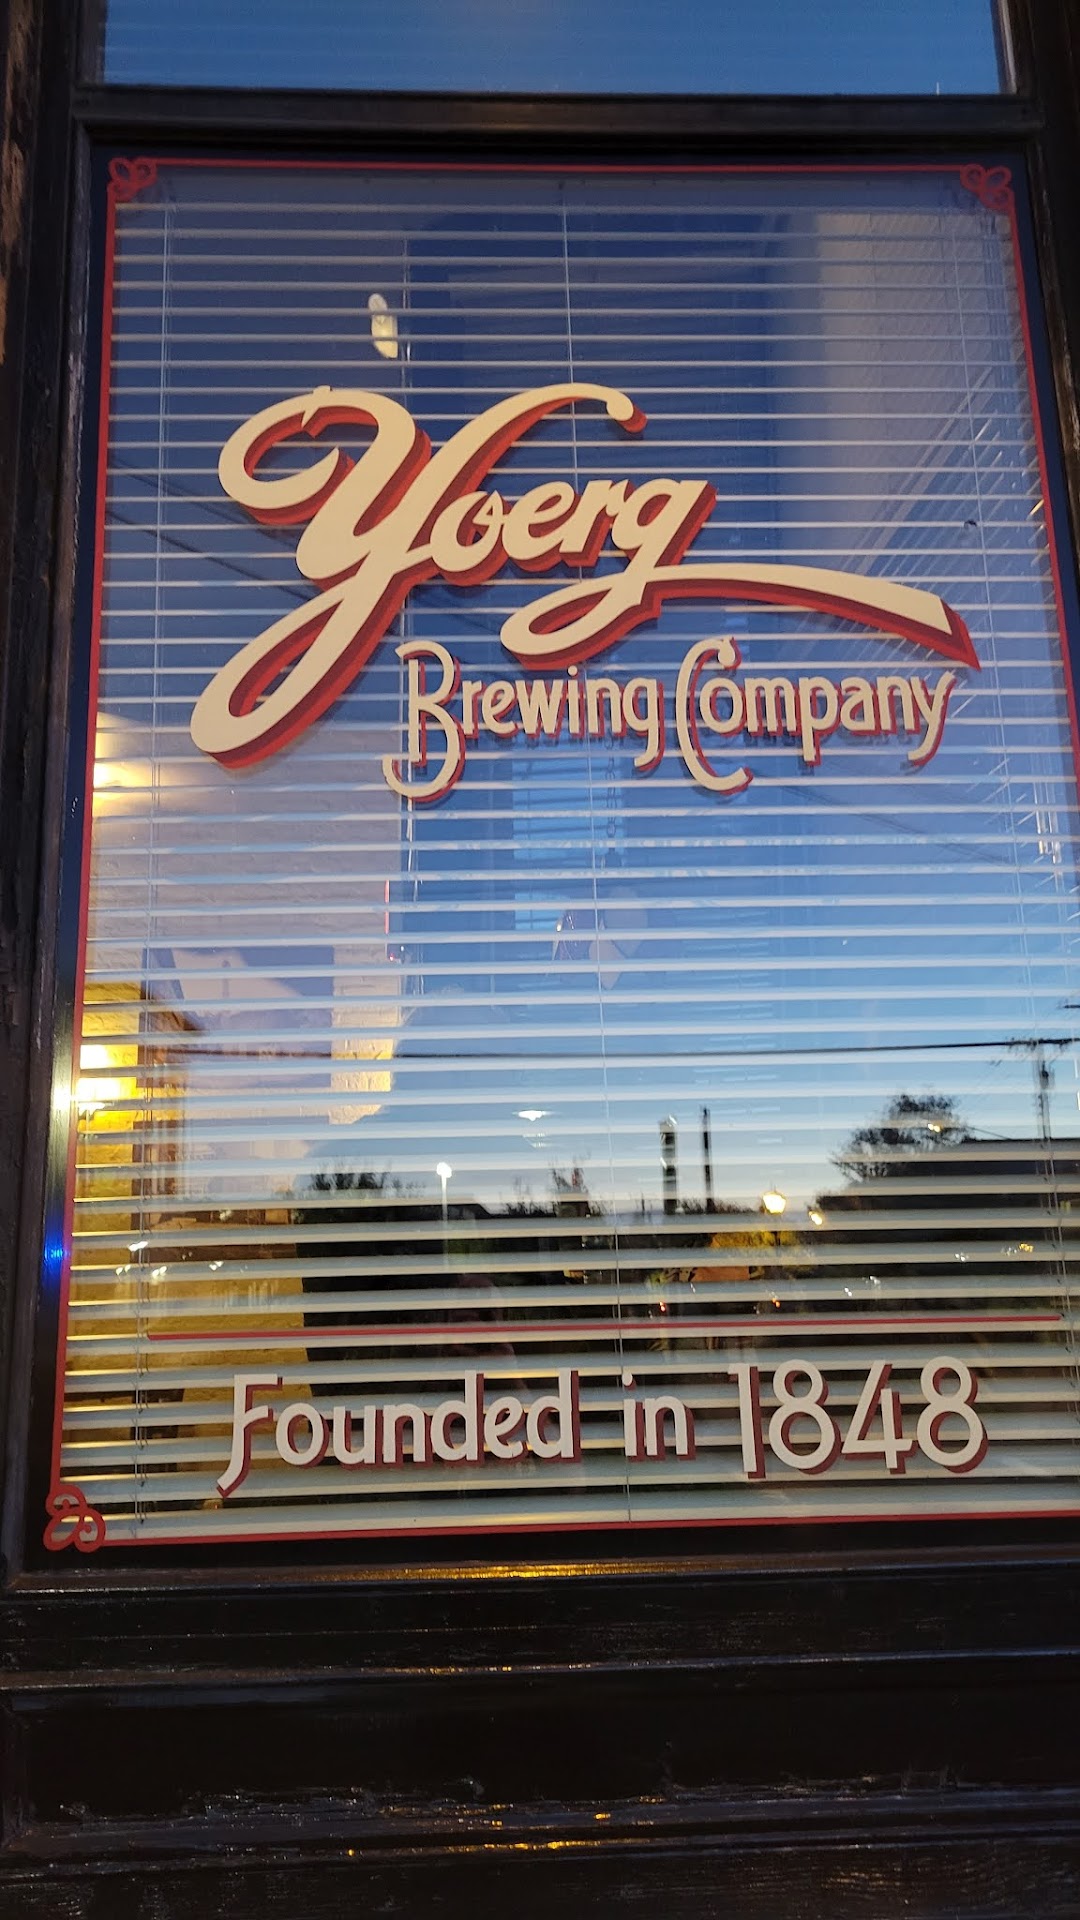 Yoerg
Brewing Company
Founded in 1848